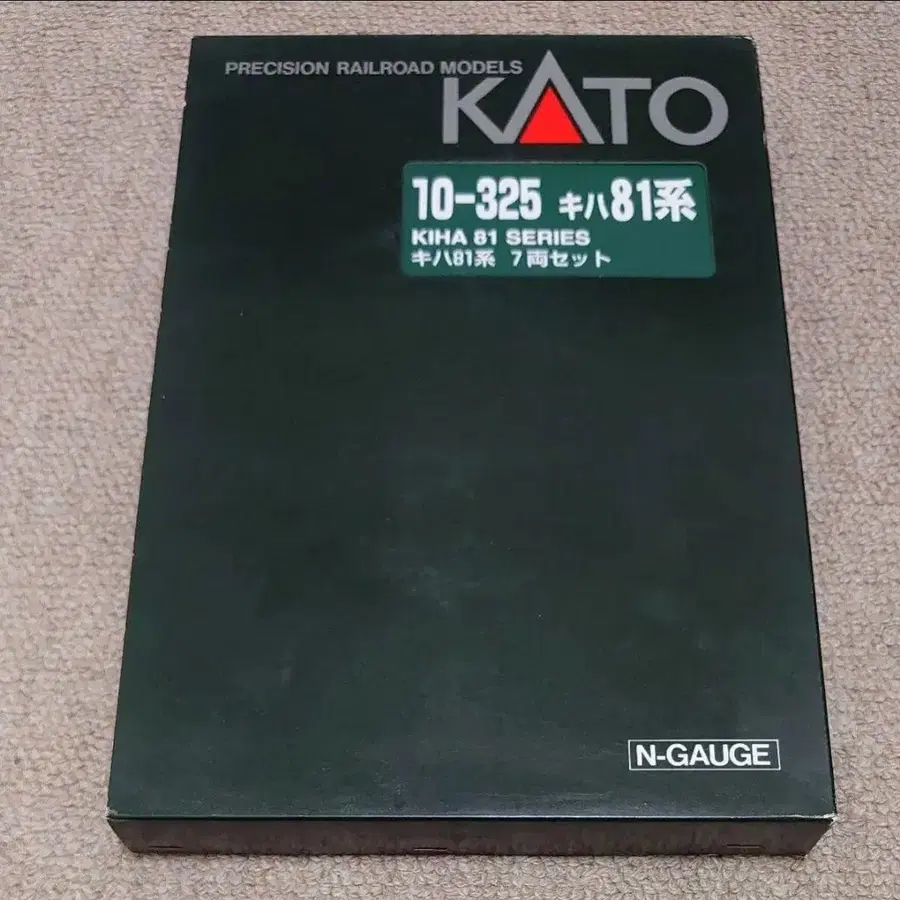 PRECISION RAILROAD MODELS
KATO
10-325 キハ81系
KIHA 81 SERIES
キハ81系 7両セット
N-GAUGE